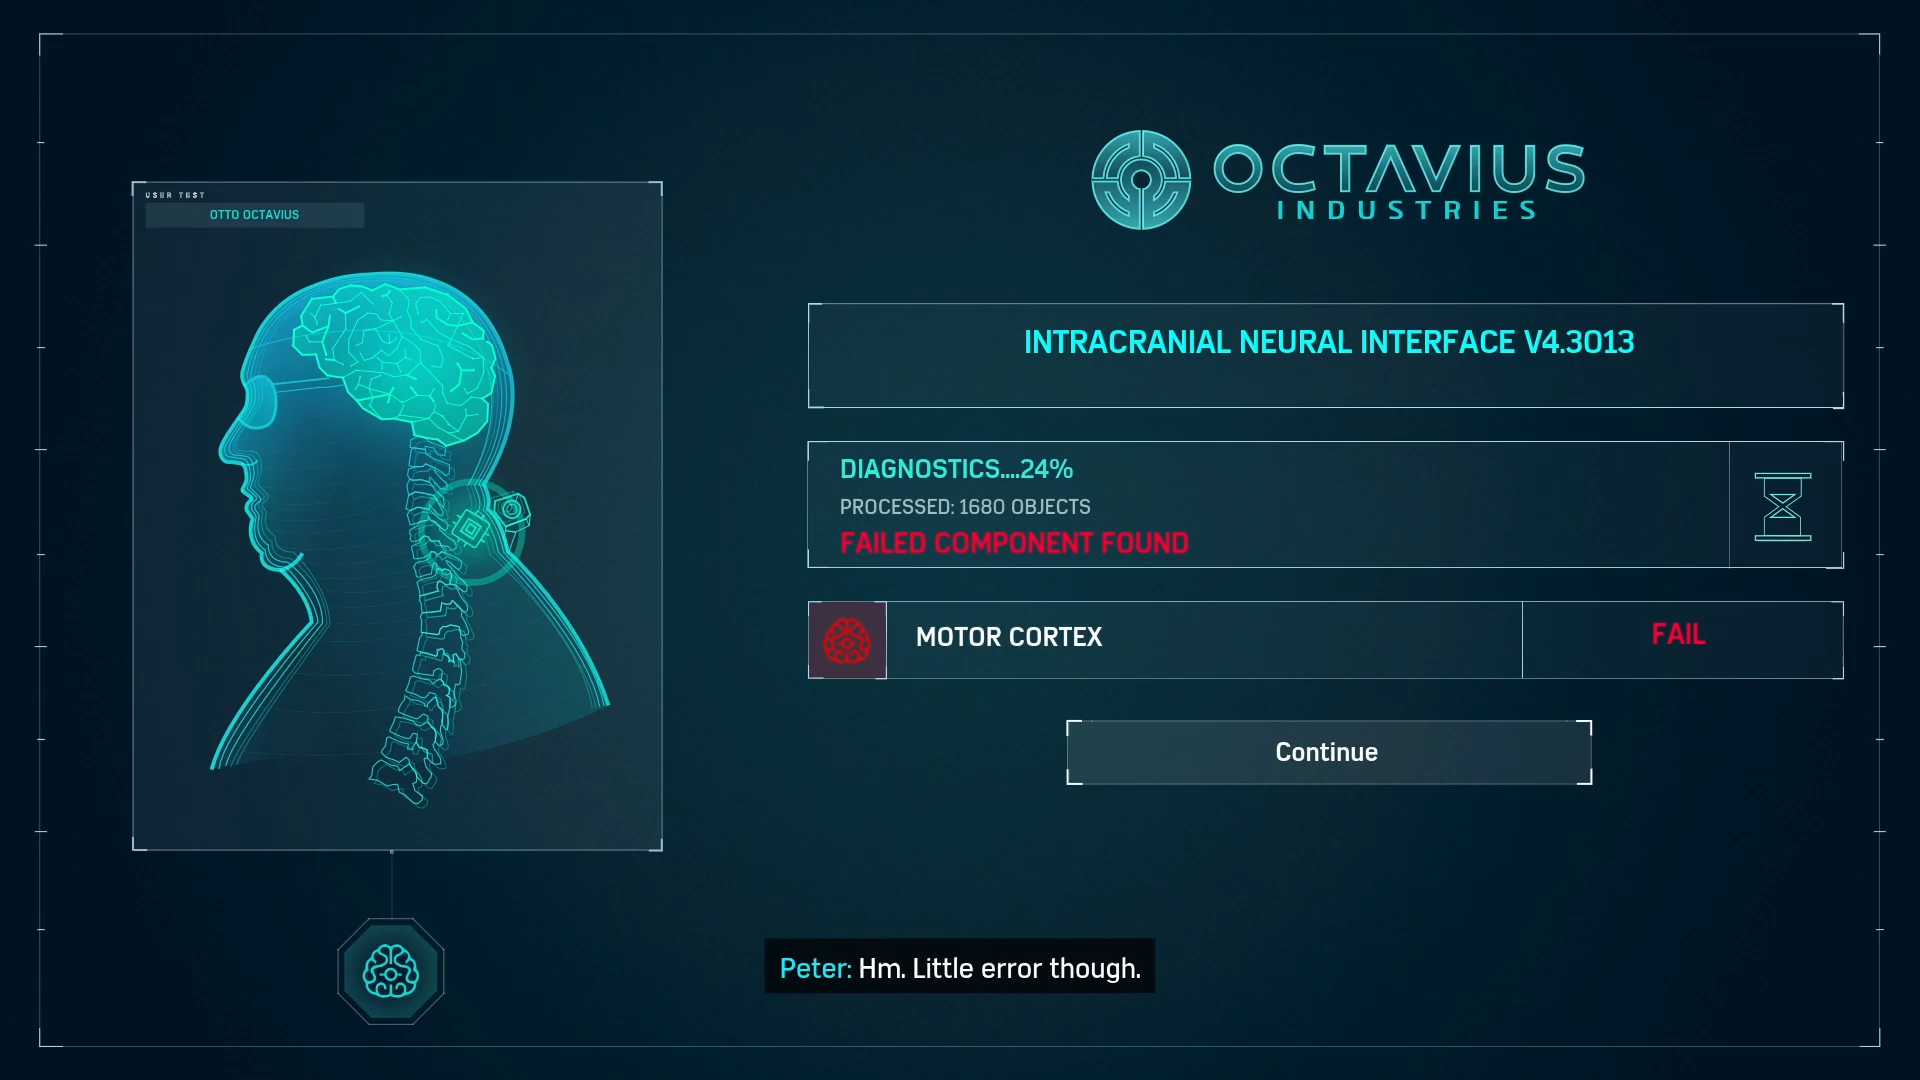 USER TEST
OTTO OCTAVIUS
OCTAVIUS
INDUSTRIES
INTRACRANIAL NEURAL INTERFACE V4.3013
DIAGNOSTICS....24%
PROCESSED: 1680 OBJECTS
FAILED COMPONENT FOUND
MOTOR CORTEX
FAIL
Continue
Peter: Hm. Little error though.